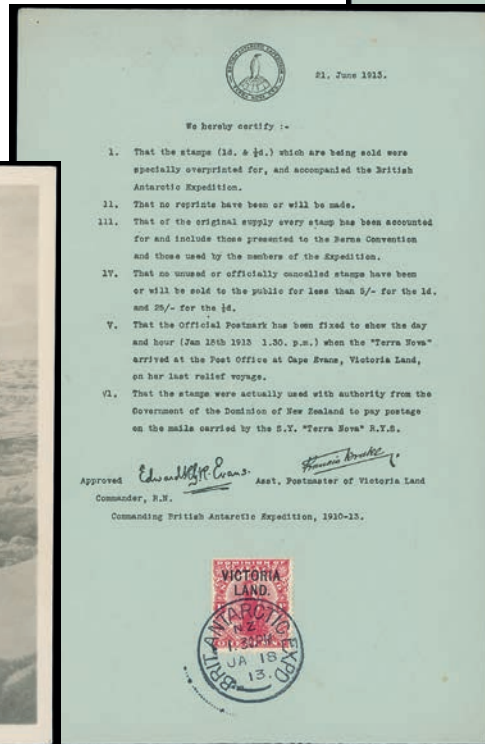 21. June 1913.
We hereby certify :-
1. That the stamps (1d. & ½d.) which are being sold were
specially overprinted for, and accompanied the British
Antarctic Expedition.
11. That no reprints have been or will be made.
111. That of the original supply every stamp has been accounted
for and include those presented to the Berne Convention
and those used by the members of the Expedition.
1V. That no unused or officially cancelled stamps have been
or will be sold to the public for less than 5/- for the 1d.
and 25/- for the ½d.
V. That the Official Postmark has been fixed to show the day
and hour (Jan 18th 1913 1.30. p.m.) when the "Terra Nova"
arrived at the Post Office at Cape Evans, Victoria Land,
on her last relief voyage.
V1. That the stamps were actually used with authority from the
Government of the Dominion of New Zealand to pay postage
on the mails carried by the S.Y. "Terra Nova" R.Y.S.
Approved Edward R.G.R. Evans. Francis Drake
Asst. Postmaster of Victoria Land
Commander, R.N.
Commanding British Antarctic Expedition, 1910-13.
VICTORIA
LAND.
BRIT. ANTARCTIC EXPD
N.Z.
1.30PM
JA 18
13.